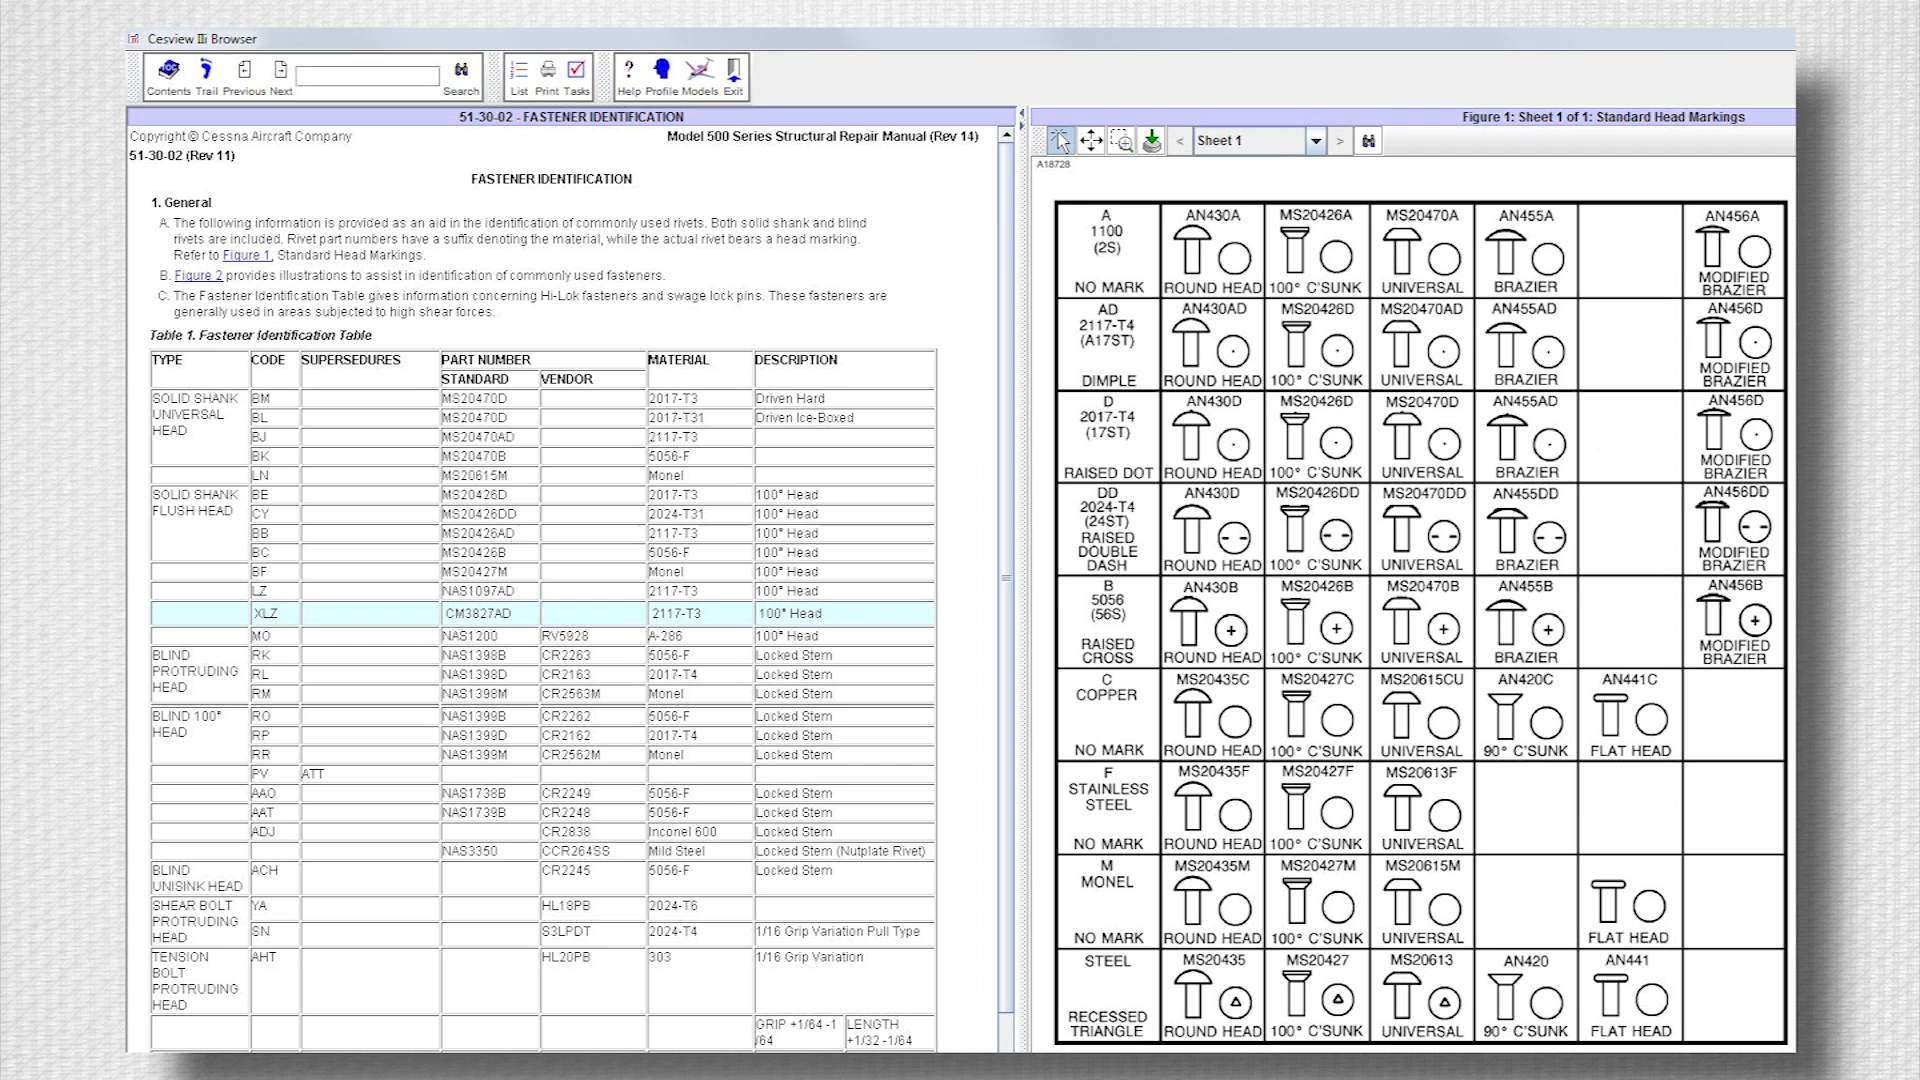 Cesview IIi Browser
Contents Trail Previous Next Search List Print Tasks Help Profile Models Exit
51-30-02 - FASTENER IDENTIFICATION
Copyright © Cessna Aircraft Company
Model 500 Series Structural Repair Manual (Rev 14)
51-30-02 (Rev 11)
FASTENER IDENTIFICATION
1. General
A. The following information is provided as an aid in the identification of commonly used rivets. Both solid shank and blind
rivets are included. Rivet part numbers have a suffix denoting the material, while the actual rivet bears a head marking.
Refer to Figure 1, Standard Head Markings.
B. Figure 2 provides illustrations to assist in identification of commonly used fasteners.
C. The Fastener Identification Table gives information concerning Hi-Lok fasteners and swage lock pins. These fasteners are
generally used in areas subjected to high shear forces.
Table 1. Fastener Identification Table
TYPE CODE SUPERSEDURES PART NUMBER MATERIAL DESCRIPTION
STANDARD VENDOR
SOLID SHANK BM MS20470D 2017-T3 Driven Hard
UNIVERSAL BL MS20470D 2017-T31 Driven Ice-Boxed
HEAD BJ MS20470AD 2117-T3
BK MS20470B 5056-F
LN MS20615M Monel
SOLID SHANK BE MS20426D 2017-T3 100° Head
FLUSH HEAD CY MS20426DD 2024-T31 100° Head
BB MS20426AD 2117-T3 100° Head
BC MS20426B 5056-F 100° Head
BF MS20427M Monel 100° Head
LZ NAS1097AD 2117-T3 100° Head
XLZ CM3827AD 2117-T3 100° Head
MO NAS1200 RV5928 A-286 100° Head
BLIND RK NAS1398B CR2263 5056-F Locked Stem
PROTRUDING RL NAS1398D CR2163 2017-T4 Locked Stem
HEAD RM NAS1398M CR2563M Monel Locked Stem
BLIND 100° RO NAS1399B CR2262 5056-F Locked Stem
HEAD RP NAS1399D CR2162 2017-T4 Locked Stem
RR NAS1399M CR2562M Monel Locked Stem
PV ATT
AAO NAS1738B CR2249 5056-F Locked Stem
AAT NAS1739B CR2248 5056-F Locked Stem
ADJ CR2838 Inconel 600 Locked Stem
NAS3350 CCR264SS Mild Steel Locked Stem (Nutplate Rivet)
BLIND ACH CR2245 5056-F Locked Stem
UNISINK HEAD
SHEAR BOLT YA HL18PB 2024-T6
PROTRUDING
HEAD SN S3LPDT 2024-T4 1/16 Grip Variation Pull Type
TENSION AHT HL20PB 303 1/16 Grip Variation
BOLT
PROTRUDING
HEAD
GRIP +1/64 -1 LENGTH
/64 +1/32 -1/64
Figure 1: Sheet 1 of 1: Standard Head Markings
< Sheet 1 >
A18728
A AN430A MS20426A MS20470A AN455A AN456A
1100
(2S)
NO MARK ROUND HEAD 100° C'SUNK UNIVERSAL BRAZIER MODIFIED
BRAZIER
AD AN430AD MS20426D MS20470AD AN455AD AN456D
2117-T4
(A17ST)
DIMPLE ROUND HEAD 100° C'SUNK UNIVERSAL BRAZIER MODIFIED
BRAZIER
D AN430D MS20426D MS20470D AN455AD AN456D
2017-T4
(17ST)
RAISED DOT ROUND HEAD 100° C'SUNK UNIVERSAL BRAZIER MODIFIED
BRAZIER
DD AN430D MS20426DD MS20470DD AN455DD AN456DD
2024-T4
(24ST)
RAISED
DOUBLE
DASH ROUND HEAD 100° C'SUNK UNIVERSAL BRAZIER MODIFIED
BRAZIER
B AN430B MS20426B MS20470B AN455B AN456B
5056
(56S)
RAISED
CROSS ROUND HEAD 100° C'SUNK UNIVERSAL BRAZIER MODIFIED
BRAZIER
C MS20435C MS20427C MS20615CU AN420C AN441C
COPPER
NO MARK ROUND HEAD 100° C'SUNK UNIVERSAL 90° C'SUNK FLAT HEAD
F MS20435F MS20427F MS20613F
STAINLESS
STEEL
NO MARK ROUND HEAD 100° C'SUNK UNIVERSAL
M MS20435M MS20427M MS20615M
MONEL
NO MARK ROUND HEAD 100° C'SUNK UNIVERSAL FLAT HEAD
STEEL MS20435 MS20427 MS20613 AN420 AN441
RECESSED
TRIANGLE ROUND HEAD 100° C'SUNK UNIVERSAL 90° C'SUNK FLAT HEAD